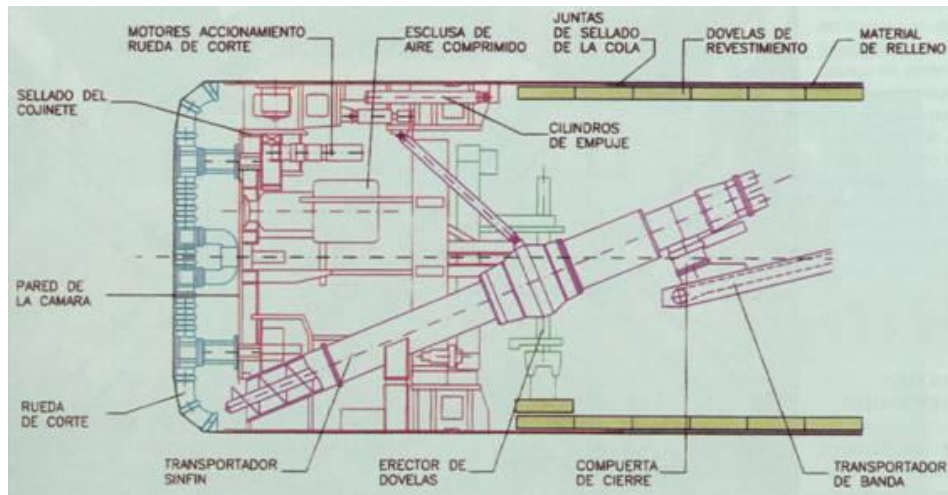 MOTORES ACCIONAMIENTO
RUEDA DE CORTE
ESCLUSA DE
AIRE COMPRIMIDO
JUNTAS
DE SELLADO
DE LA COLA
DOVELAS DE
REVESTIMIENTO
MATERIAL
DE RELLENO
SELLADO DEL
COJINETE
CILINDROS
DE EMPUJE
PARED DE
LA CAMARA
RUEDA
DE CORTE
TRANSPORTADOR
SINFIN
ERECTOR DE
DOVELAS
COMPUERTA
DE CIERRE
TRANSPORTADOR
DE BANDA